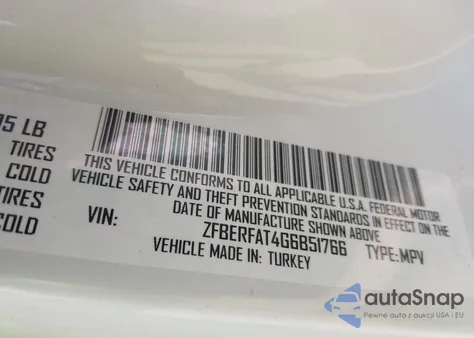 95 LB
TIRES
COLD
TIRES
COLD
THIS VEHICLE CONFORMS TO ALL APPLICABLE U.S.A. FEDERAL MOTOR
VEHICLE SAFETY AND THEFT PREVENTION STANDARDS IN EFFECT ON THE
DATE OF MANUFACTURE SHOWN ABOVE
VIN: ZFBERFAT4G6B51766 TYPE: MPV
VEHICLE MADE IN: TURKEY
autoSnap
Pewne auta z aukcji USA i EU